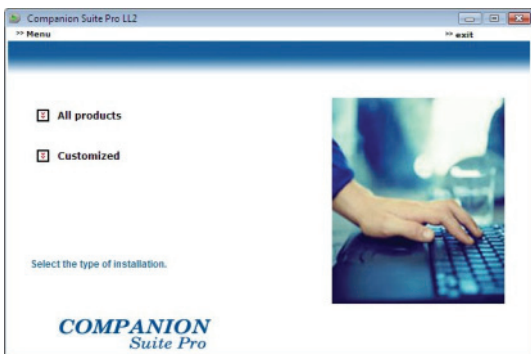 Companion Suite Pro LL2
>> Menu >> exit
All products
Customized
Select the type of installation.
COMPANION
Suite Pro